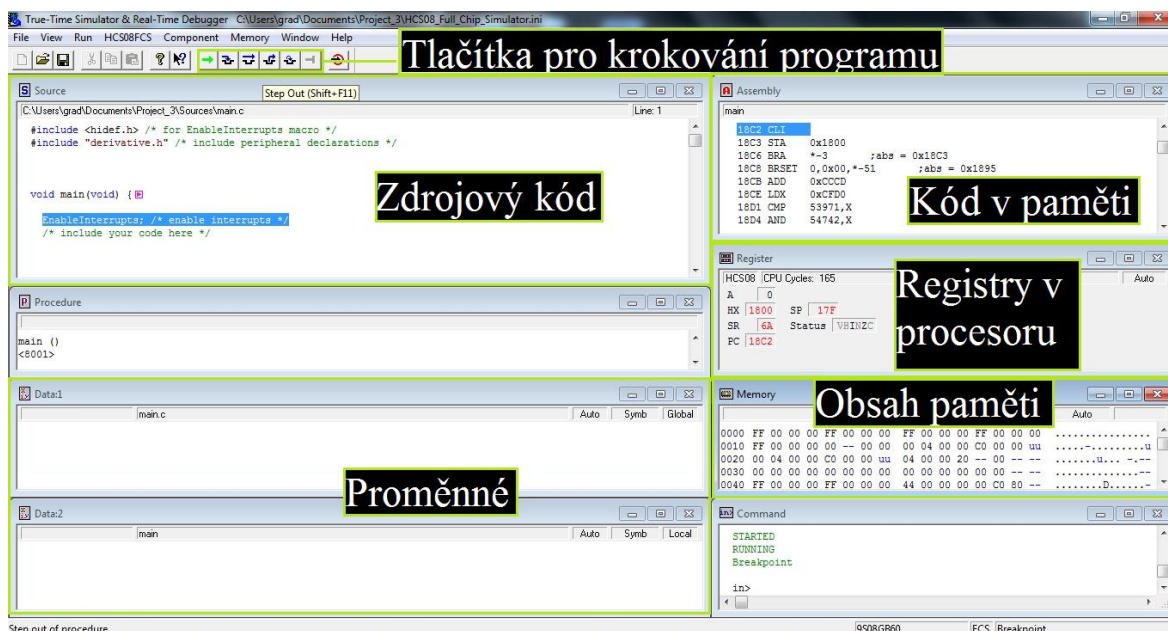 True-Time Simulator & Real-Time Debugger C:\Users\grad\Documents\Project_3\HCS08_Full_Chip_Simulator.ini
File View Run HCS08FCS Component Memory Window Help
Tlačítka pro krokování programu
Source
Step Out (Shift+F11)
C:\Users\grad\Documents\Project_3\Sources\main.c
Line: 1
#include <hidef.h> /* for EnableInterrupts macro */
#include "derivative.h" /* include peripheral declarations */
void main(void) {
EnableInterrupts; /* enable interrupts */
/* include your code here */
Zdrojový kód
Assembly
main
18C2 CLI
18C3 STA 0x1800
18C6 BRA *-3 ;abs = 0x18C3
18C8 BRSET 0,0x00,*-51 ;abs = 0x1895
18CB ADD 0xCCCD
18CE LDX 0xCFD0
18D1 CMP 53971,X
18D4 AND 54742,X
Kód v paměti
Register
HCS08 CPU Cycles: 165
Auto
A 0
HX 1800 SP 17F
SR 6A Status VHINZC
PC 18C2
Registry v
procesoru
Procedure
main ()
<8001>
Data:1
main.c
Auto Symb Global
Proměnné
Data:2
main
Auto Symb Local
Memory
Auto
Obsah paměti
0000 FF 00 00 00 FF 00 00 00 FF 00 00 00 FF 00 00 00 ................
0010 FF 00 00 00 00 -- 00 00 00 04 00 00 C0 00 00 uu .....-.........u
0020 00 04 00 00 C0 00 00 uu 04 00 00 20 -- 00 -- -- .......u... -.--
0030 00 00 00 00 00 00 00 00 00 00 00 00 00 00 -- -- ..............--
0040 FF 00 00 00 FF 00 00 00 44 00 00 00 00 C0 80 -- ........D......-
Command
STARTED
RUNNING
Breakpoint
in>
Step out of procedure
9S08GB60 FCS Breakpoint